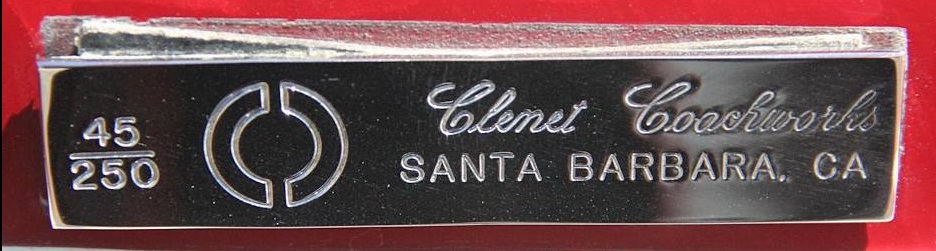 45
250
Clenet Coachworks
SANTA BARBARA, CA